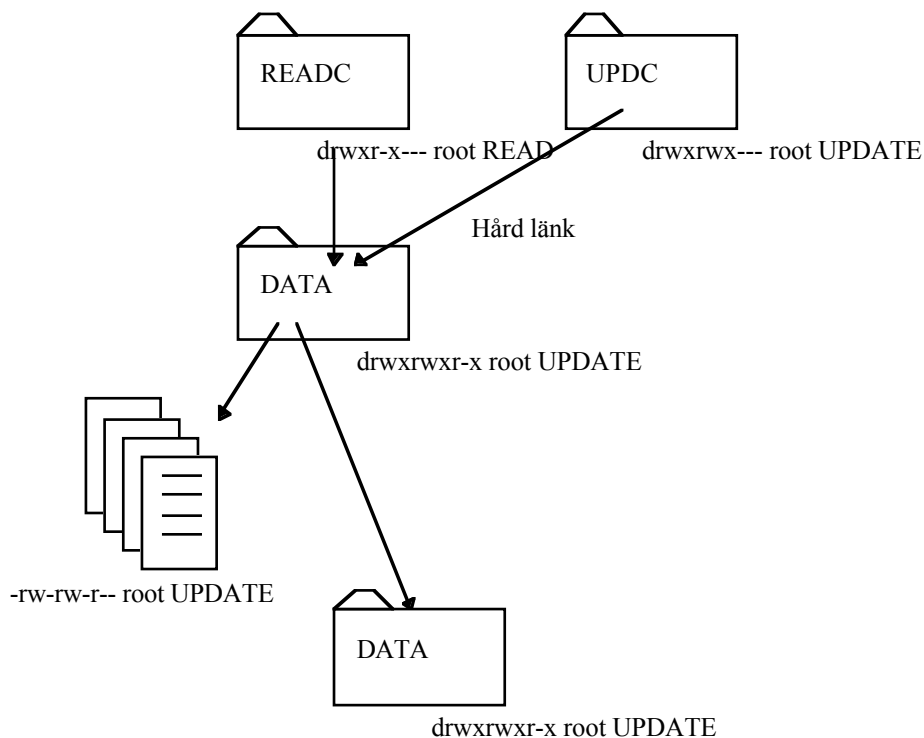 READC
UPDC
drwxr-x--- root READ
drwxrwx--- root UPDATE
Hård länk
DATA
drwxrwxr-x root UPDATE
-rw-rw-r-- root UPDATE
DATA
drwxrwxr-x root UPDATE